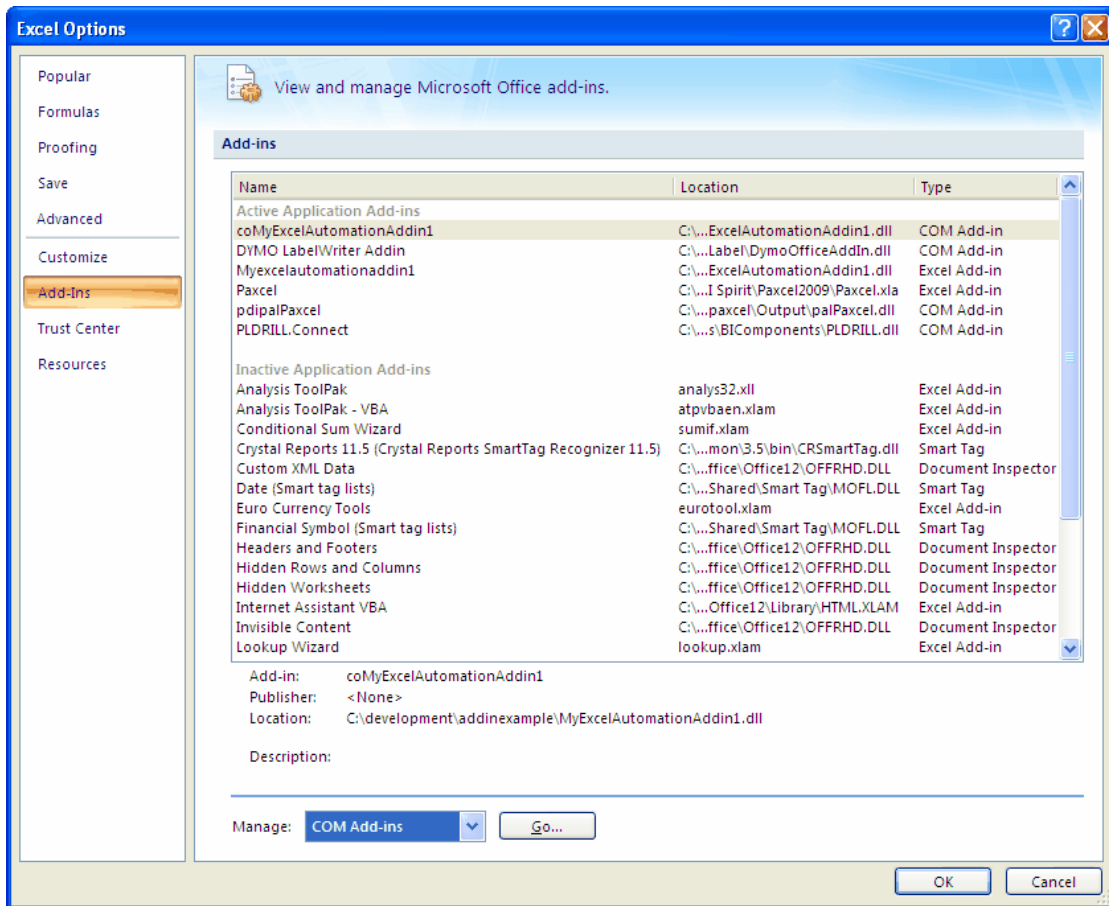 Excel Options
Popular
Formulas
Proofing
Save
Advanced
Customize
Add-Ins
Trust Center
Resources
View and manage Microsoft Office add-ins.
Add-ins
Name Location Type
Active Application Add-ins
coMyExcelAutomationAddin1 C:\...ExcelAutomationAddin1.dll COM Add-in
DYMO LabelWriter Addin C:\...Label\DymoOfficeAddIn.dll COM Add-in
Myexcelautomationaddin1 C:\...ExcelAutomationAddin1.dll Excel Add-in
Paxcel C:\...I Spirit\Paxcel2009\Paxcel.xla Excel Add-in
pdipalPaxcel C:\...paxcel\Output\palPaxcel.dll COM Add-in
PLDRILL.Connect C:\...s\BIComponents\PLDRILL.dll COM Add-in
Inactive Application Add-ins
Analysis ToolPak analys32.xll Excel Add-in
Analysis ToolPak - VBA atpvbaen.xlam Excel Add-in
Conditional Sum Wizard sumif.xlam Excel Add-in
Crystal Reports 11.5 (Crystal Reports SmartTag Recognizer 11.5) C:\...mon\3.5\bin\CRSmartTag.dll Smart Tag
Custom XML Data C:\...ffice\Office12\OFFRHD.DLL Document Inspector
Date (Smart tag lists) C:\...Shared\Smart Tag\MOFL.DLL Smart Tag
Euro Currency Tools eurotool.xlam Excel Add-in
Financial Symbol (Smart tag lists) C:\...Shared\Smart Tag\MOFL.DLL Smart Tag
Headers and Footers C:\...ffice\Office12\OFFRHD.DLL Document Inspector
Hidden Rows and Columns C:\...ffice\Office12\OFFRHD.DLL Document Inspector
Hidden Worksheets C:\...ffice\Office12\OFFRHD.DLL Document Inspector
Internet Assistant VBA C:\...Office12\Library\HTML.XLAM Excel Add-in
Invisible Content C:\...ffice\Office12\OFFRHD.DLL Document Inspector
Lookup Wizard lookup.xlam Excel Add-in
Add-in: coMyExcelAutomationAddin1
Publisher: <None>
Location: C:\development\addinexample\MyExcelAutomationAddin1.dll
Description:
Manage: COM Add-ins Go...
OK Cancel